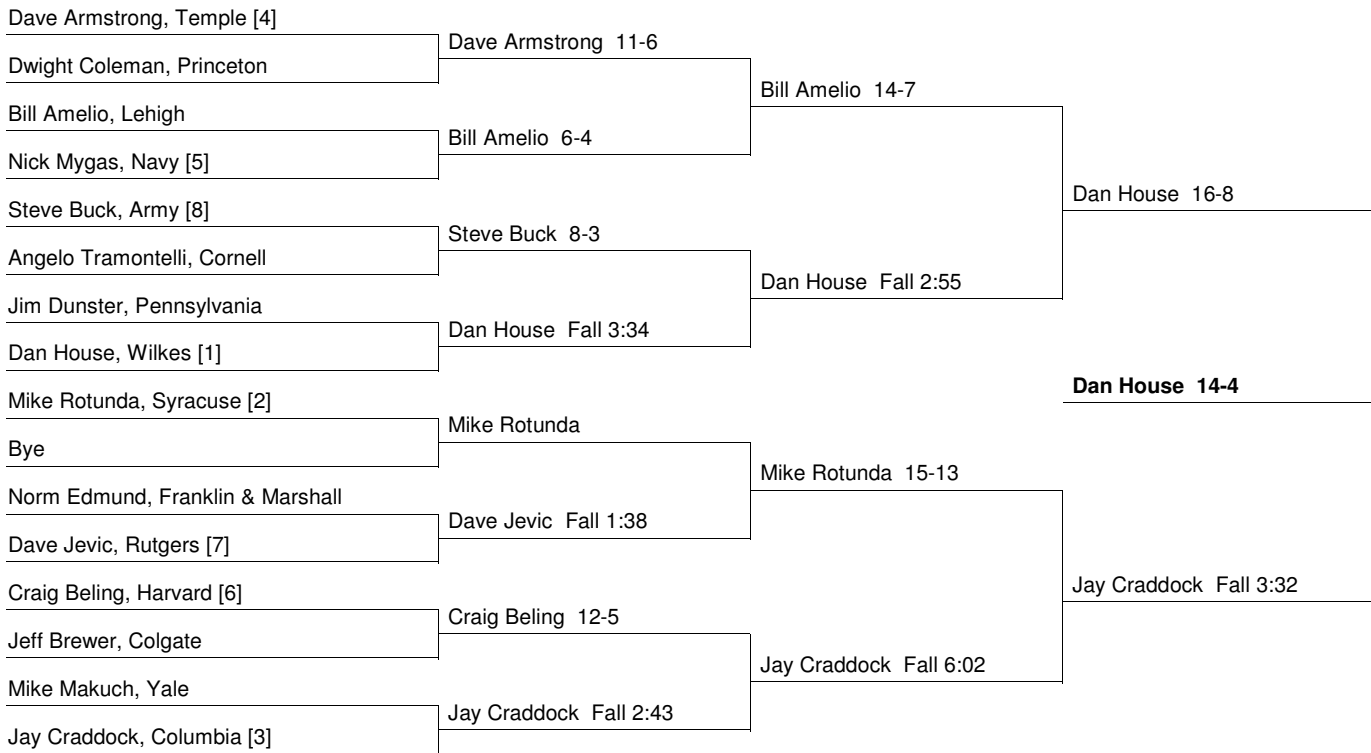 Dave Armstrong, Temple [4]
Dwight Coleman, Princeton
Bill Amelio, Lehigh
Nick Mygas, Navy [5]
Steve Buck, Army [8]
Angelo Tramontelli, Cornell
Jim Dunster, Pennsylvania
Dan House, Wilkes [1]
Mike Rotunda, Syracuse [2]
Bye
Norm Edmund, Franklin & Marshall
Dave Jevic, Rutgers [7]
Craig Beling, Harvard [6]
Jeff Brewer, Colgate
Mike Makuch, Yale
Jay Craddock, Columbia [3]
Dave Armstrong 11-6
Bill Amelio 6-4
Steve Buck 8-3
Dan House Fall 3:34
Mike Rotunda
Dave Jevic Fall 1:38
Craig Beling 12-5
Jay Craddock Fall 2:43
Bill Amelio 14-7
Dan House Fall 2:55
Mike Rotunda 15-13
Jay Craddock Fall 6:02
Dan House 16-8
Dan House 14-4
Jay Craddock Fall 3:32